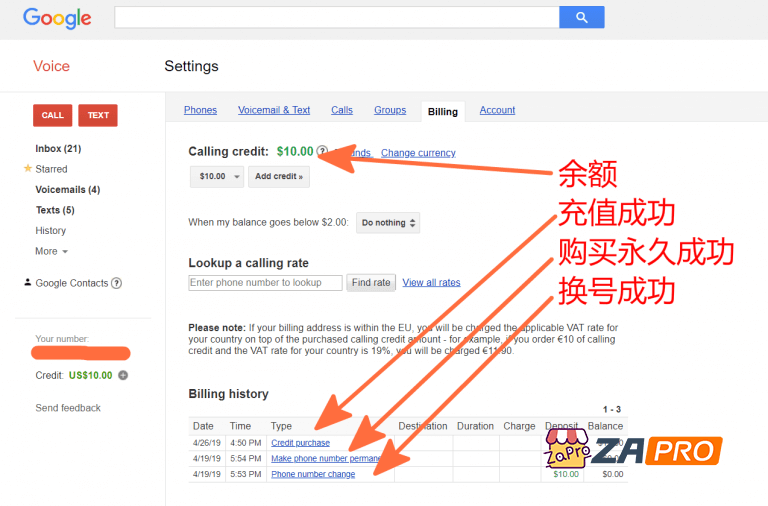 Google
Voice
Settings
CALL TEXT
Phones Voicemail & Text Calls Groups Billing Account
Inbox (21)
Starred
Voicemails (4)
Texts (5)
History
More
Google Contacts ?
Your number:
Credit: US$10.00
Send feedback
Calling credit: $10.00 ? Change currency
$10.00 Add credit »
余额
充值成功
购买永久成功
换号成功
When my balance goes below $2.00: Do nothing
Lookup a calling rate
Enter phone number to lookup Find rate View all rates
Please note: If your billing address is within the EU, you will be charged the applicable VAT rate for
your country on top of the purchased calling credit amount - for example, if you order €10 of calling
credit and the VAT rate for your country is 19%, you will be charged €11.90.
Billing history
1 - 3
Date Time Type Destination Duration Charge Deposit Balance
4/26/19 4:50 PM Credit purchase
4/19/19 5:54 PM Make phone number
4/19/19 5:53 PM Phone number change $10.00 $0.00
ZaPro
ZAPRO